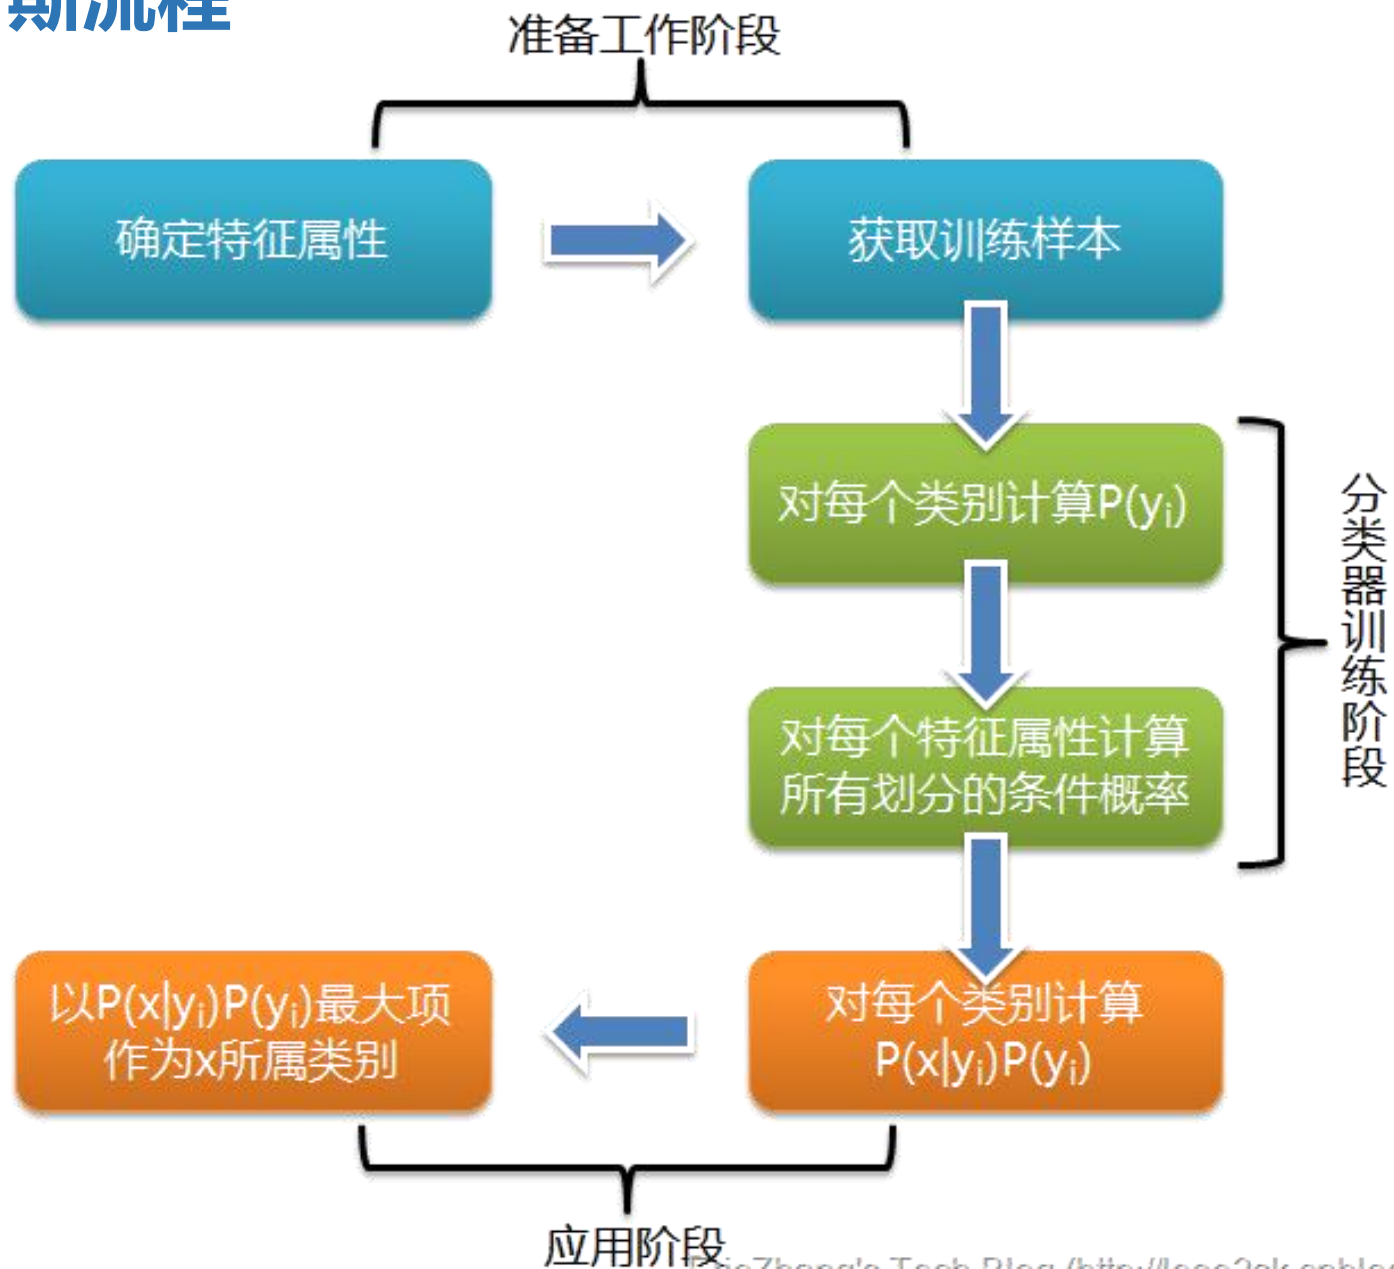 斯流程
准备工作阶段
确定特征属性
获取训练样本
对每个类别计算P(yi)
对每个特征属性计算
所有划分的条件概率
分类器训练阶段
对每个类别计算
P(x|yi)P(yi)
以P(x|yi)P(yi)最大项
作为x所属类别
应用阶段
Tech Blog